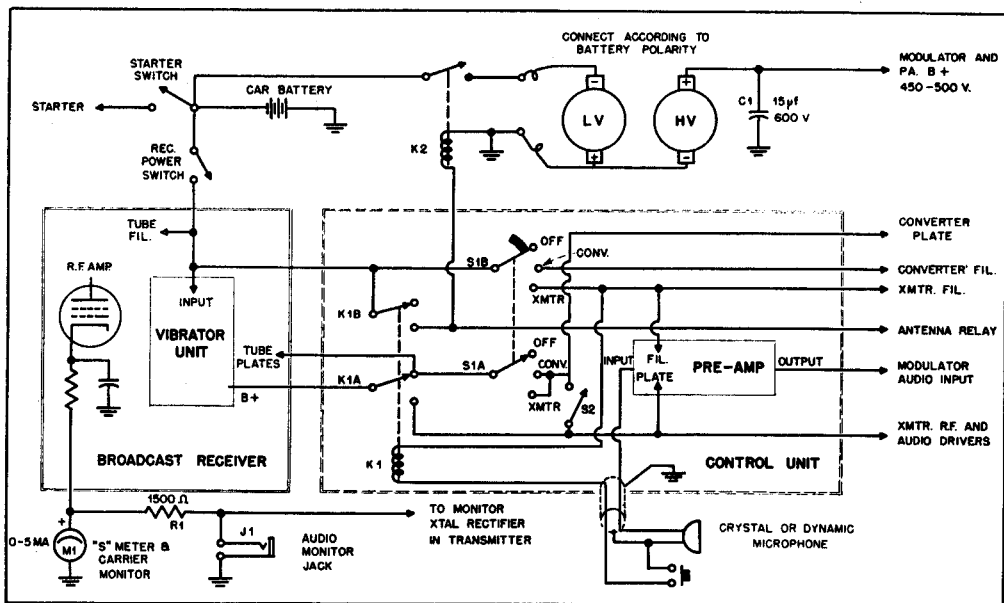 CONNECT ACCORDING TO
BATTERY POLARITY
STARTER
SWITCH
STARTER
CAR BATTERY
REC.
POWER
SWITCH
K2
-
LV
+
+
HV
-
C1
15µf
600 V
MODULATOR AND
PA. B +
450-500 V.
TUBE
FIL.
R.F. AMP.
INPUT
VIBRATOR
UNIT
TUBE
PLATES
B+
BROADCAST RECEIVER
K1B
K1A
K1
S1B
OFF
CONV.
XMTR
S1A
OFF
CONV.
XMTR
S2
INPUT
FIL.
PLATE
PRE-AMP
OUTPUT
CONTROL UNIT
CONVERTER
PLATE
CONVERTER FIL.
XMTR. FIL.
ANTENNA RELAY
MODULATOR
AUDIO INPUT
XMTR. R.F. AND
AUDIO DRIVERS
+
0-5MA
M1
"S" METER &
CARRIER
MONITOR
1500 Ω
R1
J1
AUDIO
MONITOR
JACK
TO MONITOR
XTAL RECTIFIER
IN TRANSMITTER
CRYSTAL OR DYNAMIC
MICROPHONE